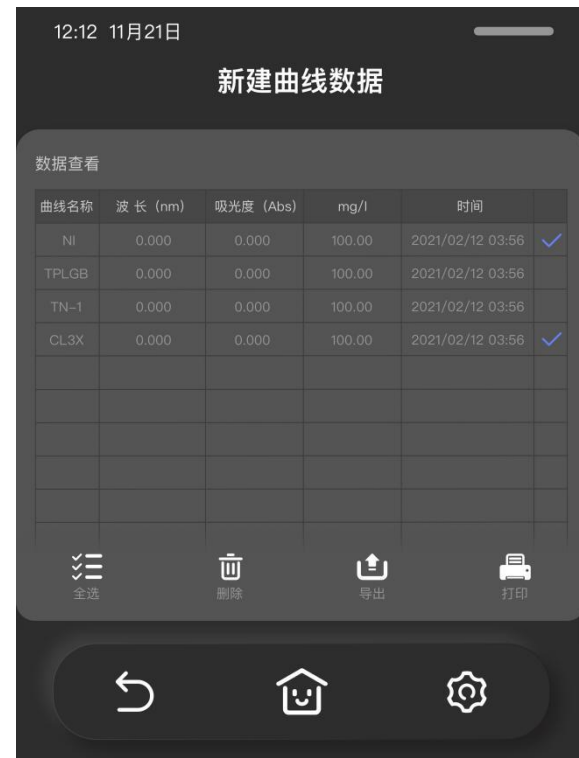 12:12 11月21日
新建曲线数据
数据查看
曲线名称 波 长（nm） 吸光度（Abs） mg/l 时间
NI 0.000 0.000 100.00 2021/02/12 03:56
TPLGB 0.000 0.000 100.00 2021/02/12 03:56
TN-1 0.000 0.000 100.00 2021/02/12 03:56
CL3X 0.000 0.000 100.00 2021/02/12 03:56
全选 删除 导出 打印